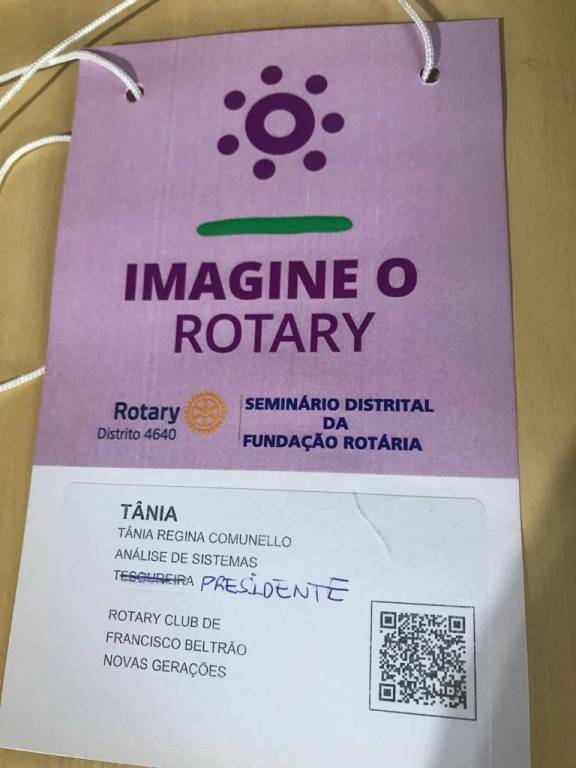 IMAGINE O
ROTARY
Rotary
Distrito 4640
SEMINÁRIO DISTRITAL
DA
FUNDAÇÃO ROTÁRIA
TÂNIA
TÂNIA REGINA COMUNELLO
ANÁLISE DE SISTEMAS
TESOUREIRA PRESIDENTE
ROTARY CLUB DE
FRANCISCO BELTRÃO
NOVAS GERAÇÕES